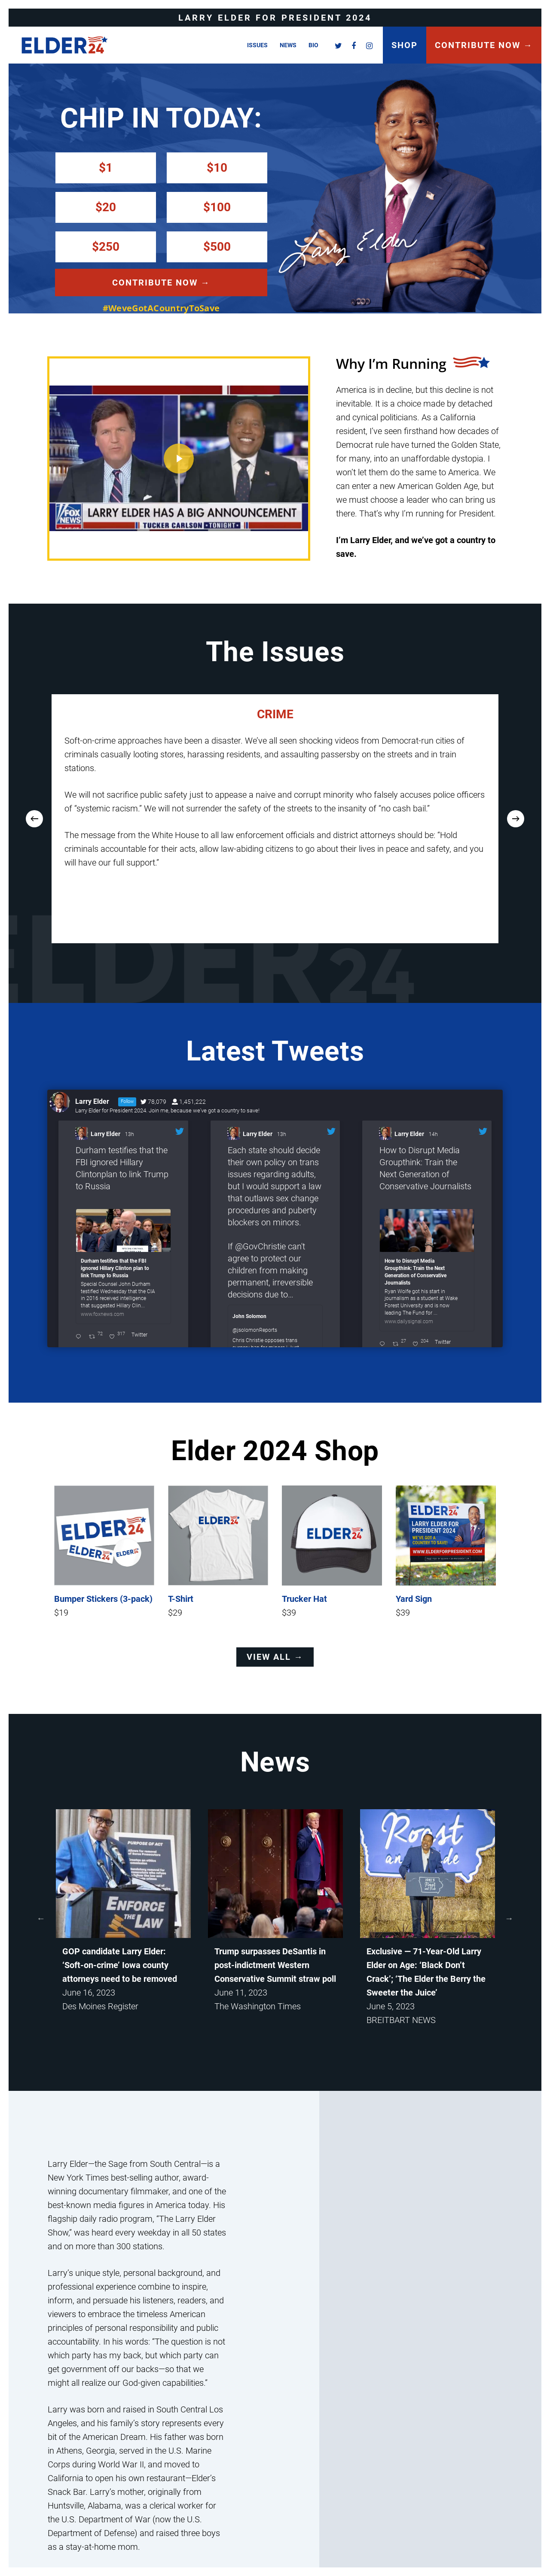 LARRY ELDER FOR PRESIDENT 2024
ELDER 24
ISSUES NEWS BIO
SHOP
CONTRIBUTE NOW →
CHIP IN TODAY:
$1 $10
$20 $100
$250 $500
CONTRIBUTE NOW →
#WeveGotACountryToSave
Larry Elder
Why I'm Running
America is in decline, but this decline is not
inevitable. It is a choice made by detached
and cynical politicians. As a California
resident, I've seen firsthand how decades of
Democrat rule have turned the Golden State,
for many, into an unaffordable dystopia. I
won't let them do the same to America. We
can enter a new American Golden Age, but
we must choose a leader who can bring us
there. That's why I'm running for President.
I'm Larry Elder, and we've got a country to
save.
FOX
NEWS
LARRY ELDER HAS A BIG ANNOUNCEMENT
TUCKER CARLSON TONIGHT
The Issues
CRIME
Soft-on-crime approaches have been a disaster. We've all seen shocking videos from Democrat-run cities of
criminals casually looting stores, harassing residents, and assaulting passersby on the streets and in train
stations.
We will not sacrifice public safety just to appease a naive and corrupt minority who falsely accuses police officers
of “systemic racism.” We will not surrender the safety of the streets to the insanity of “no cash bail.”
The message from the White House to all law enforcement officials and district attorneys should be: “Hold
criminals accountable for their acts, allow law-abiding citizens to go about their lives in peace and safety, and you
will have our full support.”
ELDER24
Latest Tweets
Larry Elder Follow 78,079 1,451,222
Larry Elder for President 2024. Join me, because we've got a country to save!
Larry Elder 13h
Durham testifies that the
FBI ignored Hillary
Clintonplan to link Trump
to Russia
Durham testifies that the FBI
ignored Hillary Clinton plan to
link Trump to Russia
Special Counsel John Durham
testified Wednesday that the CIA
in 2016 received intelligence
that suggested Hillary Clin...
www.foxnews.com
72 317 Twitter
Larry Elder 13h
Each state should decide
their own policy on trans
issues regarding adults,
but I would support a law
that outlaws sex change
procedures and puberty
blockers on minors.
If @GovChristie can't
agree to protect our
children from making
permanent, irreversible
decisions due to...
John Solomon
@jsolomonReports
Chris Christie opposes trans
Larry Elder 14h
How to Disrupt Media
Groupthink: Train the
Next Generation of
Conservative Journalists
How to Disrupt Media
Groupthink: Train the Next
Generation of Conservative
Journalists
Ryan Wolfe got his start in
journalism as a student at Wake
Forest University and is now
leading The Fund for ...
www.dailysignal.com
27 204 Twitter
Elder 2024 Shop
ELDER24
ELDER24
ELDER24
ELDER24
ELDER24
ELDER24
LARRY ELDER FOR
PRESIDENT 2024
WE'VE GOT A
COUNTRY TO SAVE!
WWW.ELDERFORPRESIDENT.COM
Bumper Stickers (3-pack) T-Shirt Trucker Hat Yard Sign
$19 $29 $39 $39
VIEW ALL →
News
PURPOSE OF ACT
ENFORCE
THE LAW
Roast
and Ride
GOP candidate Larry Elder:
‘Soft-on-crime’ Iowa county
attorneys need to be removed
June 16, 2023
Des Moines Register
Trump surpasses DeSantis in
post-indictment Western
Conservative Summit straw poll
June 11, 2023
The Washington Times
Exclusive — 71-Year-Old Larry
Elder on Age: ‘Black Don’t
Crack’; ‘The Elder the Berry the
Sweeter the Juice’
June 5, 2023
BREITBART NEWS
Larry Elder—the Sage from South Central—is a
New York Times best-selling author, award-
winning documentary filmmaker, and one of the
best-known media figures in America today. His
flagship daily radio program, “The Larry Elder
Show,” was heard every weekday in all 50 states
and on more than 300 stations.
Larry's unique style, personal background, and
professional experience combine to inspire,
inform, and persuade his listeners, readers, and
viewers to embrace the timeless American
principles of personal responsibility and public
accountability. In his words: “The question is not
which party has my back, but which party can
get government off our backs—so that we
might all realize our God-given capabilities.”
Larry was born and raised in South Central Los
Angeles, and his family's story represents every
bit of the American Dream. His father was born
in Athens, Georgia, served in the U.S. Marine
Corps during World War II, and moved to
California to open his own restaurant—Elder's
Snack Bar. Larry's mother, originally from
Huntsville, Alabama, was a clerical worker for
the U.S. Department of War (now the U.S.
Department of Defense) and raised three boys
as a stay-at-home mom.